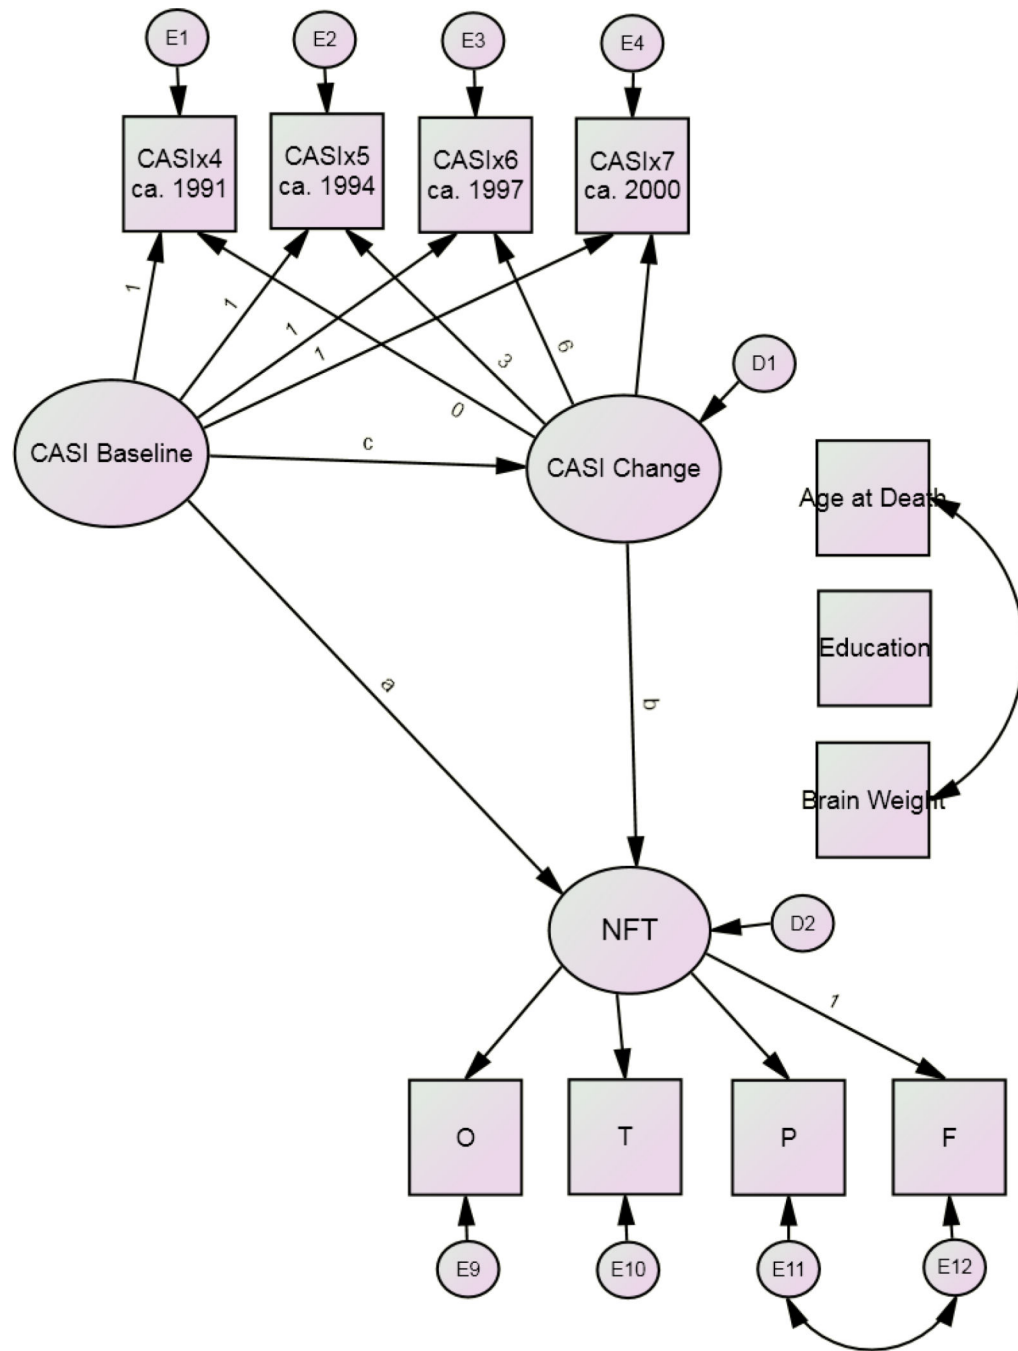 E1
E2
E3
E4
CASIx4
ca. 1991
CASIx5
ca. 1994
CASIx6
ca. 1997
CASIx7
ca. 2000
1
1
1
1
0
3
6
D1
CASI Baseline
c
CASI Change
Age at Death
Education
Brain Weight
a
b
NFT
D2
1
O
T
P
F
E9
E10
E11
E12